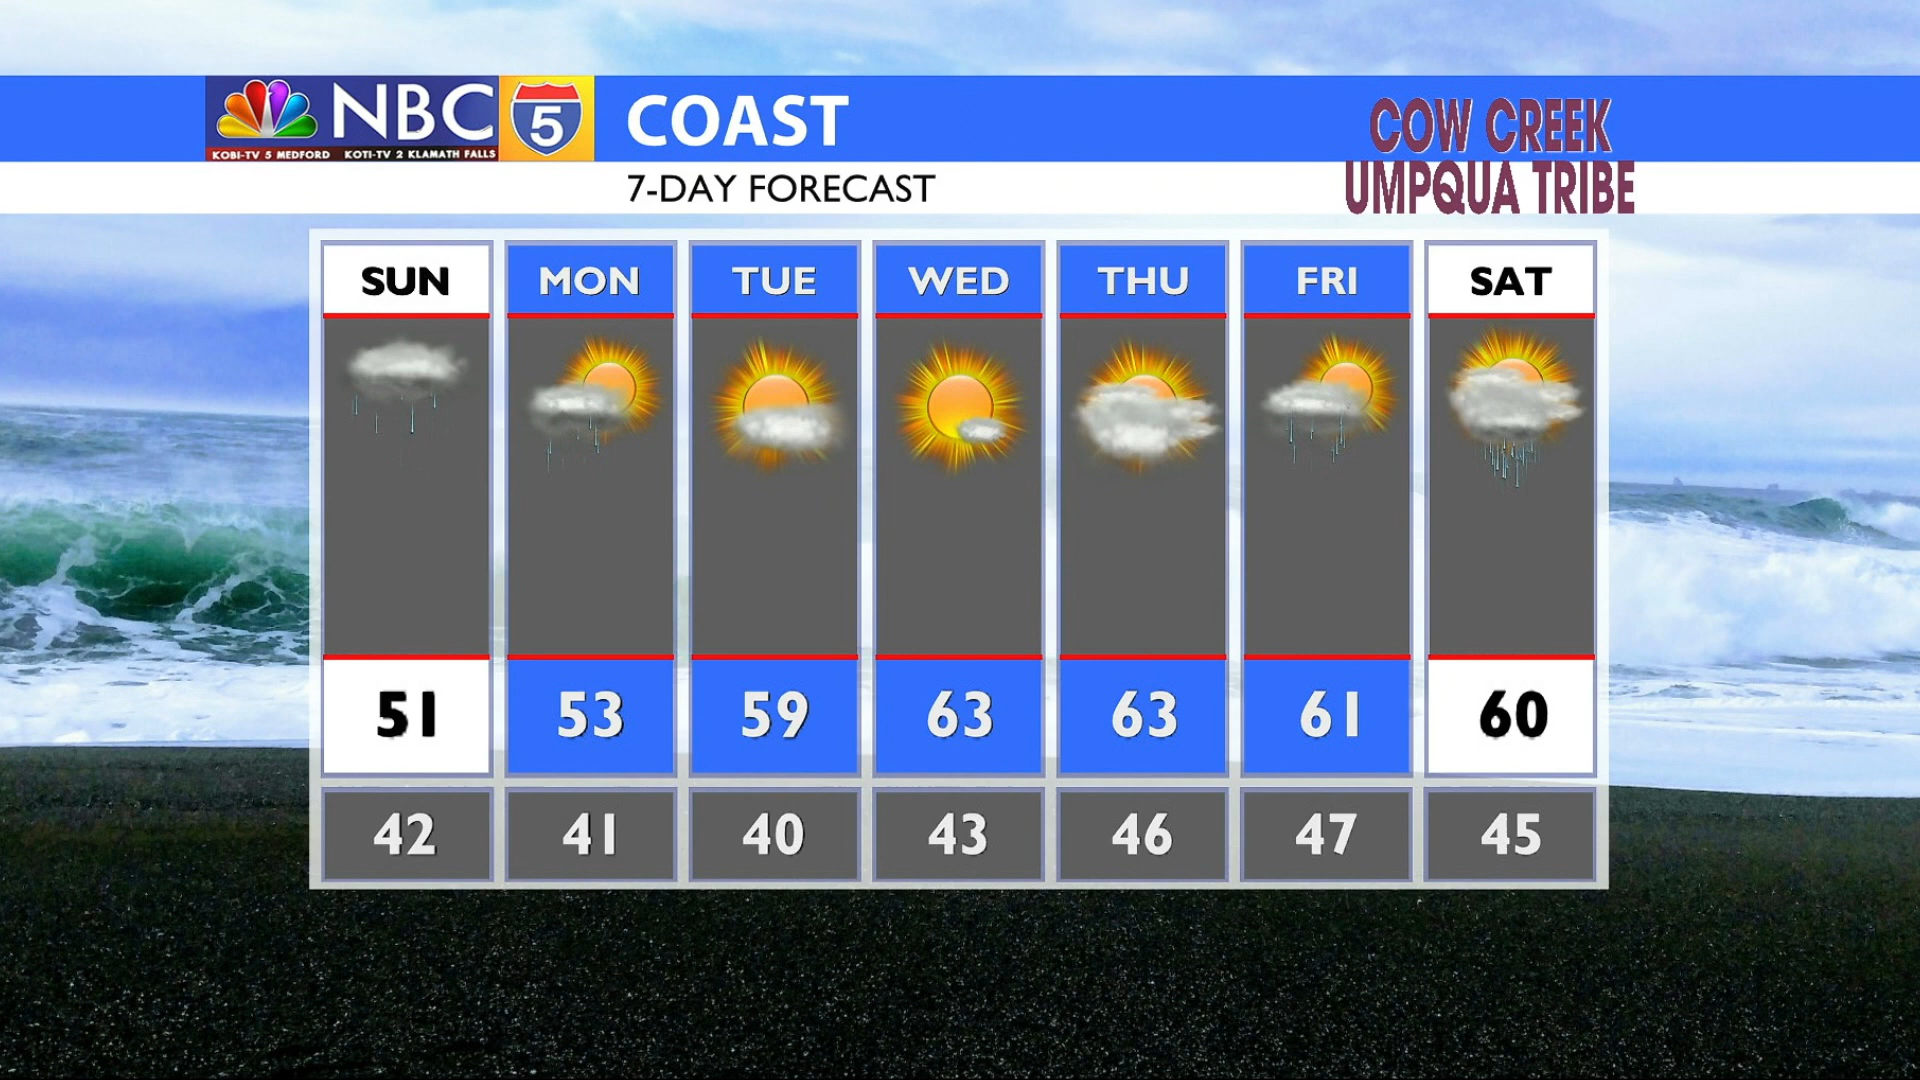 NBC 5
KOBI-TV 5 MEDFORD KOTI-TV 2 KLAMATH FALLS
COAST
7-DAY FORECAST
COW CREEK
UMPQUA TRIBE
SUN MON TUE WED THU FRI SAT
51 53 59 63 63 61 60
42 41 40 43 46 47 45